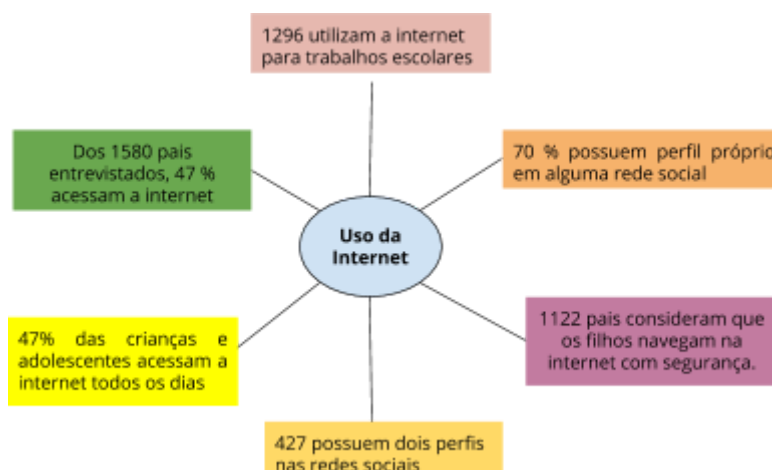 1296 utilizam a internet
para trabalhos escolares
Dos 1580 pais
entrevistados, 47 %
acessam a internet
70 % possuem perfil próprio
em alguma rede social
Uso da
Internet
47% das crianças e
adolescentes acessam a
internet todos os dias
1122 pais consideram que
os filhos navegam na
internet com segurança.
427 possuem dois perfis
nas redes sociais